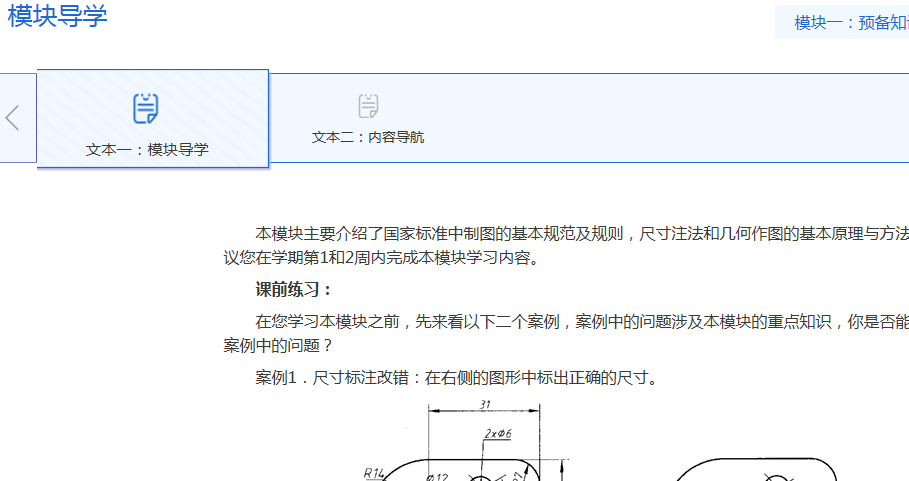 模块导学
模块一：预备知
文本一：模块导学
文本二：内容导航
本模块主要介绍了国家标准中制图的基本规范及规则，尺寸注法和几何作图的基本原理与方法
议您在学期第1和2周内完成本模块学习内容。
课前练习：
在您学习本模块之前，先来看以下二个案例，案例中的问题涉及本模块的重点知识，你是否能
案例中的问题？
案例1．尺寸标注改错：在右侧的图形中标出正确的尺寸。
31
2xΦ6
R14
Φ12